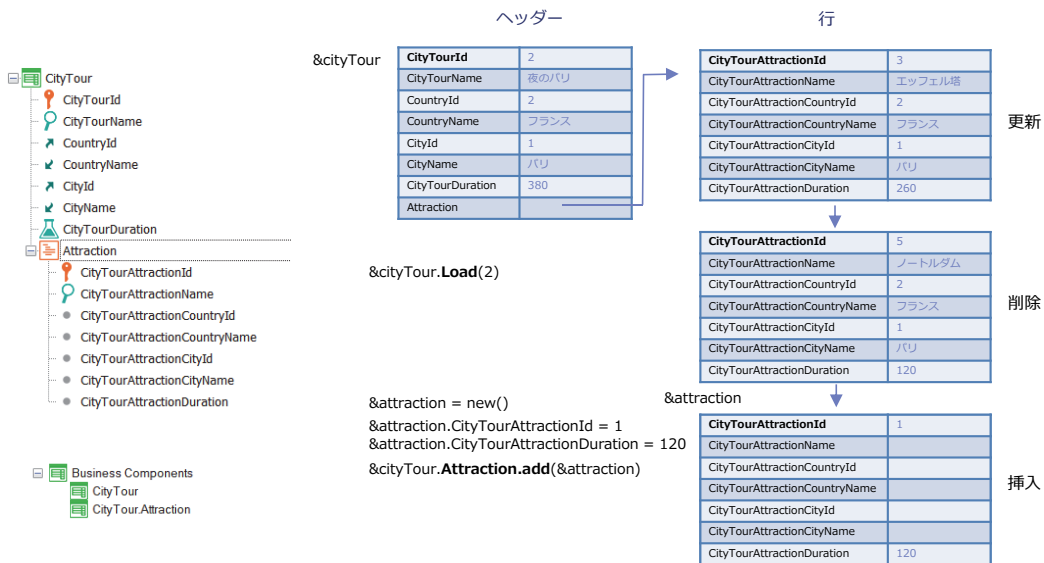 ヘッダー
行
CityTour
CityTourId
CityTourName
CountryId
CountryName
CityId
CityName
CityTourDuration
Attraction
CityTourAttractionId
CityTourAttractionName
CityTourAttractionCountryId
CityTourAttractionCountryName
CityTourAttractionCityId
CityTourAttractionCityName
CityTourAttractionDuration
Business Components
CityTour
CityTour.Attraction
&cityTour
CityTourId 2
CityTourName 夜のパリ
CountryId 2
CountryName フランス
CityId 1
CityName パリ
CityTourDuration 380
Attraction
&cityTour.Load(2)
&attraction = new()
&attraction.CityTourAttractionId = 1
&attraction.CityTourAttractionDuration = 120
&cityTour.Attraction.add(&attraction)
CityTourAttractionId 3
CityTourAttractionName エッフェル塔
CityTourAttractionCountryId 2
CityTourAttractionCountryName フランス
CityTourAttractionCityId 1
CityTourAttractionCityName パリ
CityTourAttractionDuration 260
更新
CityTourAttractionId 5
CityTourAttractionName ノートルダム
CityTourAttractionCountryId 2
CityTourAttractionCountryName フランス
CityTourAttractionCityId 1
CityTourAttractionCityName パリ
CityTourAttractionDuration 120
削除
&attraction
CityTourAttractionId 1
CityTourAttractionName
CityTourAttractionCountryId
CityTourAttractionCountryName
CityTourAttractionCityId
CityTourAttractionCityName
CityTourAttractionDuration 120
挿入